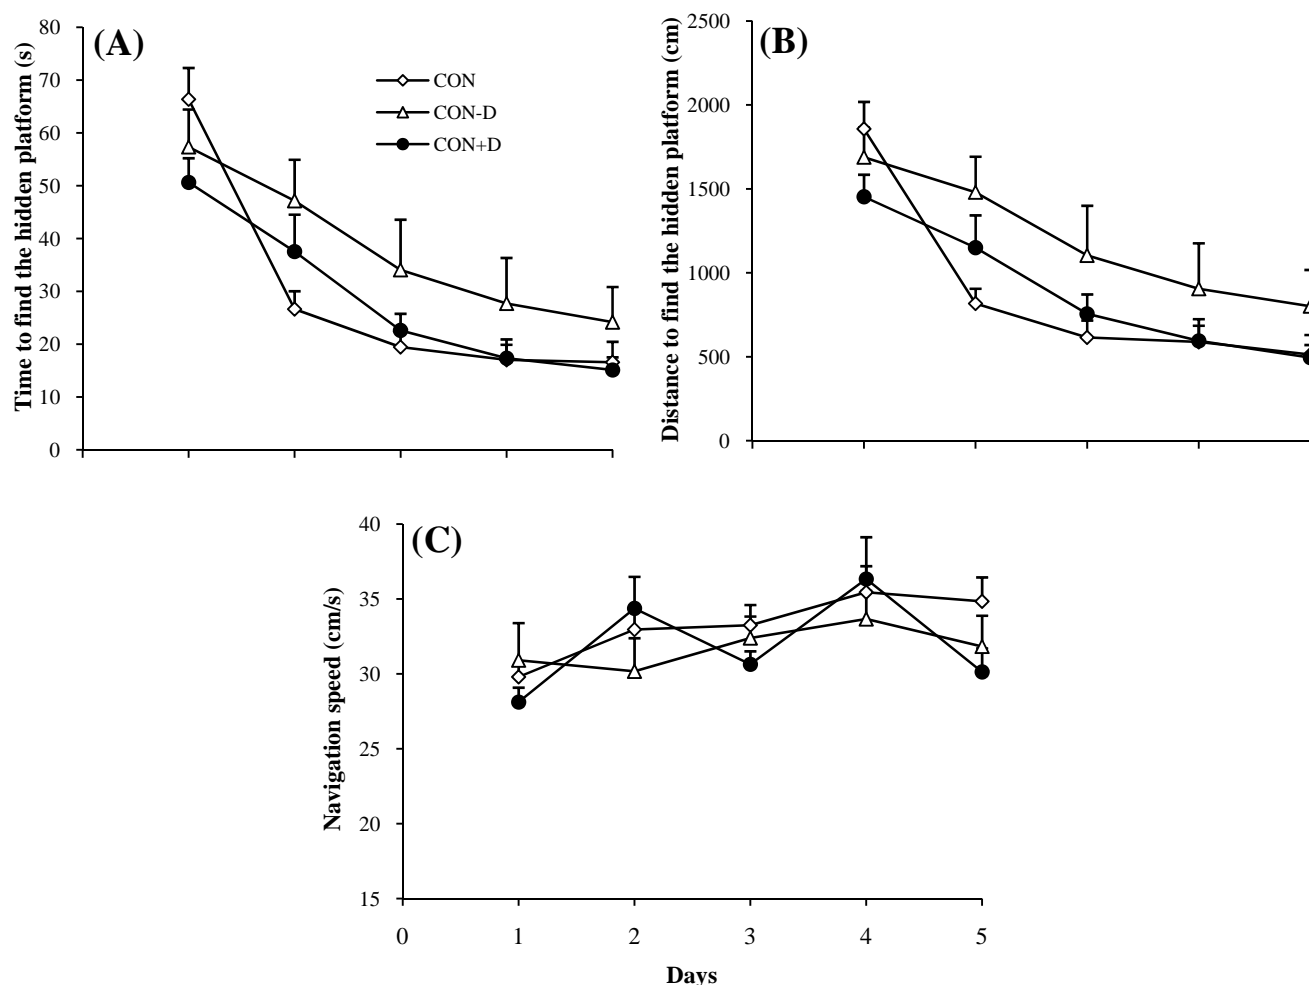 (A)
Time to find the hidden platform (s)
80
70
60
50
40
30
20
10
0
CON
CON-D
CON+D
(B)
Distance to find the hidden platform (cm)
2500
2000
1500
1000
500
0
(C)
Navigation speed (cm/s)
40
35
30
25
20
15
0 1 2 3 4 5
Days